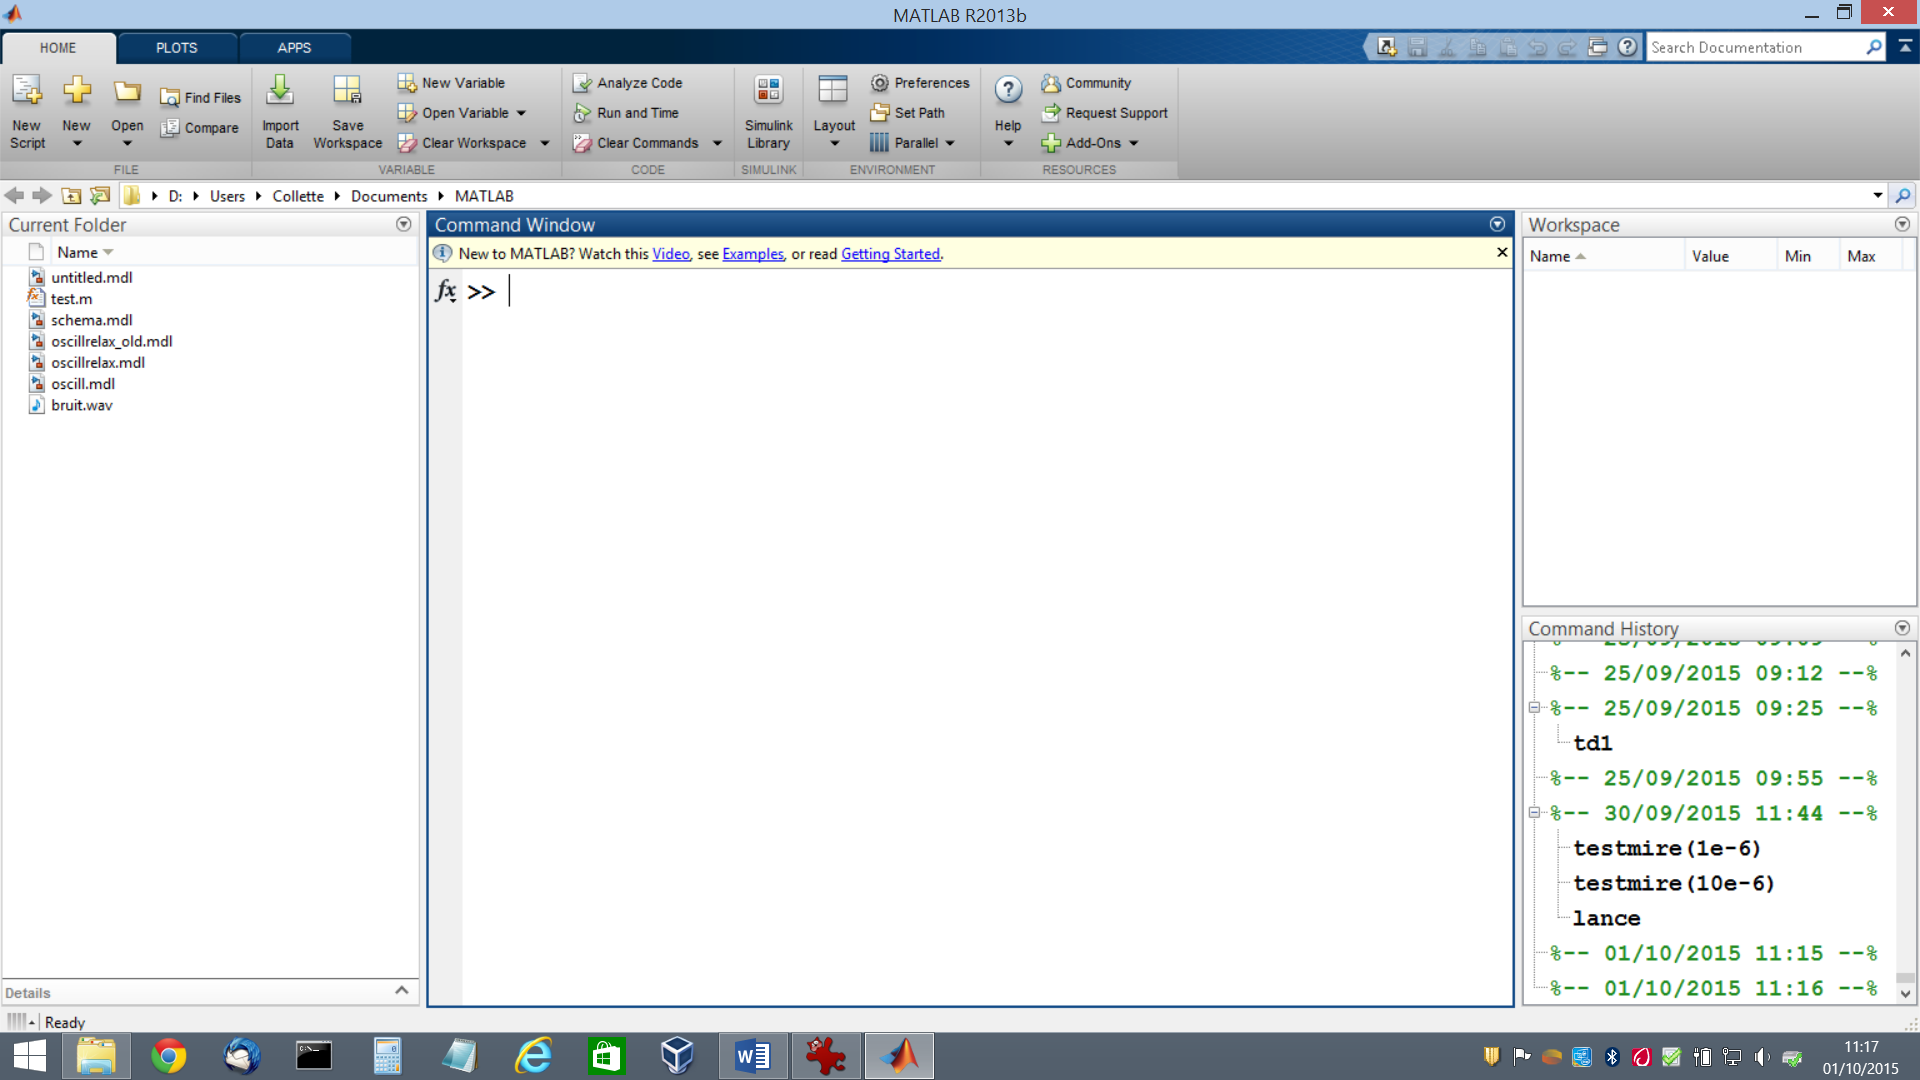 MATLAB R2013b
HOME PLOTS APPS
Search Documentation
New Script
New
Open
Find Files
Compare
FILE
Import Data
Save Workspace
New Variable
Open Variable
Clear Workspace
VARIABLE
Analyze Code
Run and Time
Clear Commands
CODE
Simulink Library
SIMULINK
Layout
Preferences
Set Path
Parallel
ENVIRONMENT
Help
Community
Request Support
Add-Ons
RESOURCES
D: Users Collette Documents MATLAB
Current Folder
Name
untitled.mdl
test.m
schema.mdl
oscillrelax_old.mdl
oscillrelax.mdl
oscill.mdl
bruit.wav
Details
Ready
Command Window
New to MATLAB? Watch this Video, see Examples, or read Getting Started.
fx >>
Workspace
Name Value Min Max
Command History
%-- 25/09/2015 09:12 --%
%-- 25/09/2015 09:25 --%
td1
%-- 25/09/2015 09:55 --%
%-- 30/09/2015 11:44 --%
testmire(1e-6)
testmire(10e-6)
lance
%-- 01/10/2015 11:15 --%
%-- 01/10/2015 11:16 --%
11:17
01/10/2015